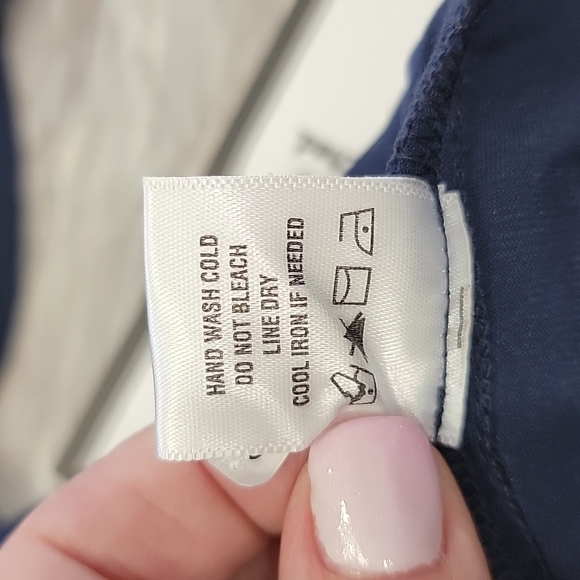 HAND WASH COLD
DO NOT BLEACH
LINE DRY
COOL IRON IF NEEDED